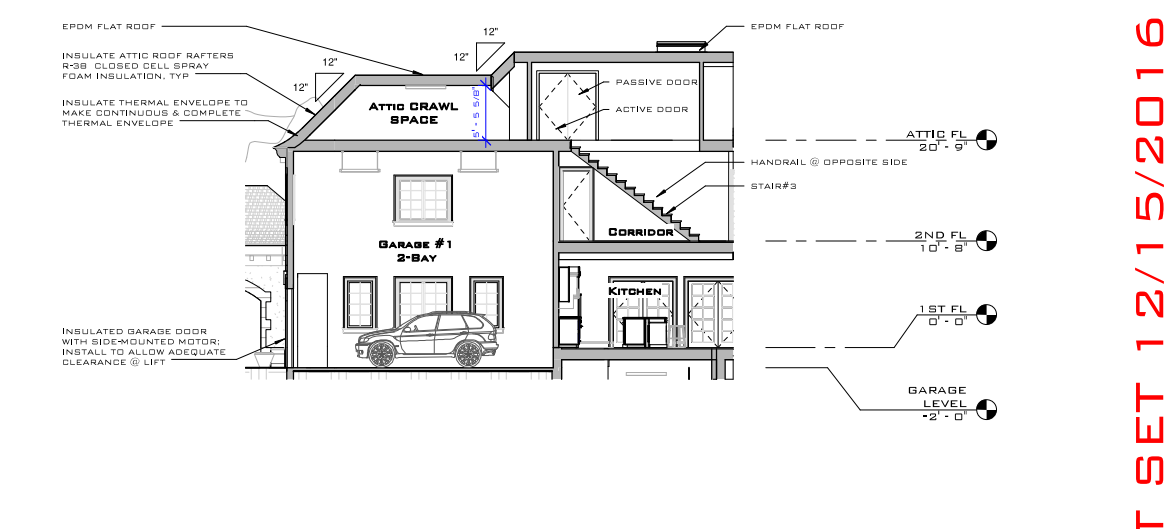 EPDM FLAT ROOF
INSULATE ATTIC ROOF RAFTERS
R-38 CLOSED CELL SPRAY
FOAM INSULATION, TYP
INSULATE THERMAL ENVELOPE TO
MAKE CONTINUOUS & COMPLETE
THERMAL ENVELOPE
12"
12"
12"
12"
EPDM FLAT ROOF
ATTIC CRAWL
SPACE
5' - 5 5/8"
PASSIVE DOOR
ACTIVE DOOR
ATTIC FL
20' - 9"
HANDRAIL @ OPPOSITE SIDE
STAIR#3
CORRIDOR
2ND FL
10' - 8"
GARAGE #1
2-BAY
KITCHEN
1ST FL
0' - 0"
INSULATED GARAGE DOOR
WITH SIDE-MOUNTED MOTOR;
INSTALL TO ALLOW ADEQUATE
CLEARANCE @ LIFT
GARAGE
LEVEL
-2' - 0"
SET 12/15/2016